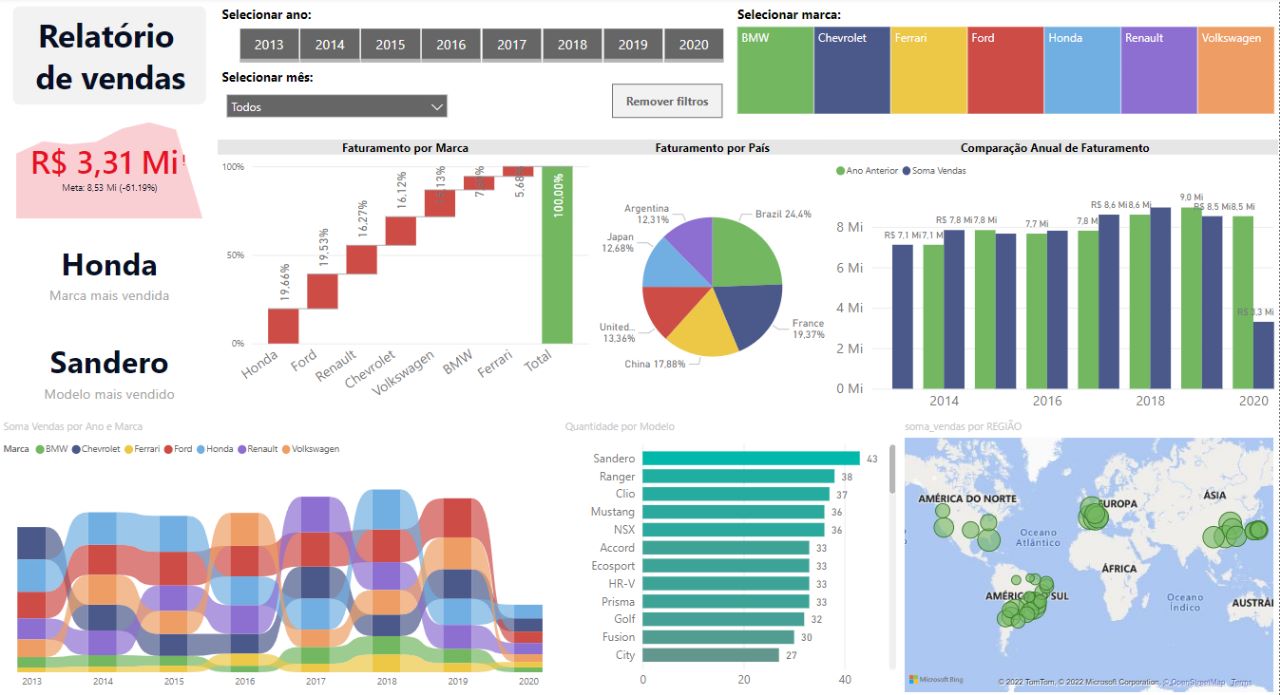 Relatório
de vendas
Selecionar ano:
2013 2014 2015 2016 2017 2018 2019 2020
Selecionar mês:
Todos
Remover filtros
Selecionar marca:
BMW Chevrolet Ferrari Ford Honda Renault Volkswagen
R$ 3,31 Mi!
Meta: 8,53 Mi (-61.19%)
Honda
Marca mais vendida
Sandero
Modelo mais vendido
Faturamento por Marca
100%
50%
0%
19,66%
19,53%
16,27%
16,12%
5,68%
100,00%
Honda
Ford
Renault
Chevrolet
Volkswagen
BMW
Ferrari
Total
Faturamento por País
Argentina
12,31%
Brazil 24,4%
Japan
12,68%
United...
13,36%
France
19,37%
China 17,88%
Comparação Anual de Faturamento
Ano Anterior Soma Vendas
8 Mi
6 Mi
4 Mi
2 Mi
0 Mi
R$ 7,1 Mi 7,1 Mi
R$ 7,8 Mi 7,8 Mi
7,7 Mi
7,8 Mi
R$ 8,6 Mi 8,6 Mi
9,0 Mi
R$ 8,5 Mi 8,5 Mi
R$ 3,3 Mi
2014 2016 2018 2020
Soma Vendas por Ano e Marca
Marca BMW Chevrolet Ferrari Ford Honda Renault Volkswagen
2013 2014 2015 2016 2017 2018 2019 2020
Quantidade por Modelo
Sandero 43
Ranger 38
Clio 37
Mustang 36
NSX 36
Accord 33
Ecosport 33
HR-V 33
Prisma 33
Golf 32
Fusion 30
City 27
0 20 40
soma_vendas por REGIÃO
AMÉRICA DO NORTE
EUROPA
ÁSIA
Oceano
Atlântico
ÁFRICA
SUL
Oceano
Índico
AUSTRÁLI
Microsoft Bing
© 2022 TomTom, © 2022 Microsoft Corporation, © OpenStreetMap Terms